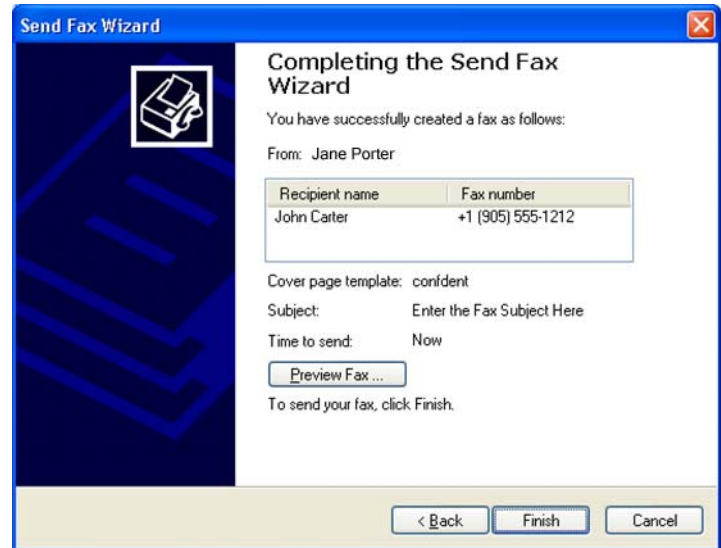 Send Fax Wizard
Completing the Send Fax
Wizard
You have successfully created a fax as follows:
From: Jane Porter
Recipient name Fax number
John Carter +1 (905) 555-1212
Cover page template: confdent
Subject: Enter the Fax Subject Here
Time to send: Now
Preview Fax ...
To send your fax, click Finish.
< Back Finish Cancel